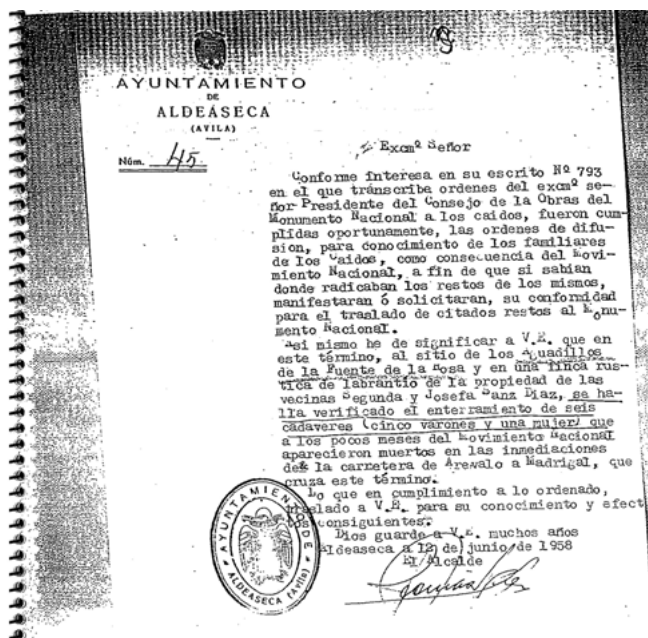 AYUNTAMIENTO
DE
ALDEASECA
(AVILA)
Núm. 45
Excmº Señor
Conforme interesa en su escrito Nº 793
en el que tránscribe ordenes del excmº se-
ñor Presidente del Consejo de la Obras del
Monumento Nacional a los caidos, fueron cum-
plidas oportunamente, las ordenes de difu-
sion, para conocimiento de los familiares
de los Caidos, como consecuencia del Movi-
miento Nacional, a fin de que si sabian
donde radicaban los restos de los mismos,
manifestaran ó solicitaran, su conformidad
para el traslado de citados restos al Monu-
mento Nacional.
Asi mismo he de significar a V.E. que en
este término, al sitio de los Aguadillos
de la Fuente de la Mosa y en una finca rus-
tica de labrantio de la propiedad de las
vecinas Segunda y Josefa Sanz Diaz, se ha-
lla verificado el enterramiento de seis
cadaveres (cinco varones y una mujer) que
a los pocos meses del Movimiento Nacional
aparecieron muertos en las inmediaciones
de la carretera de Arevalo a Madrigal, que
cruza este término.
Lo que en cumplimiento a lo ordenado,
traslado a V.E. para su conocimiento y efect
tos consiguientes.
Dios guarde a V.E. muchos años
Aldeaseca a 12 de junio de 1958
El Alcalde
AYUNTAMIENTO DE
ALDEASECA (Avila)